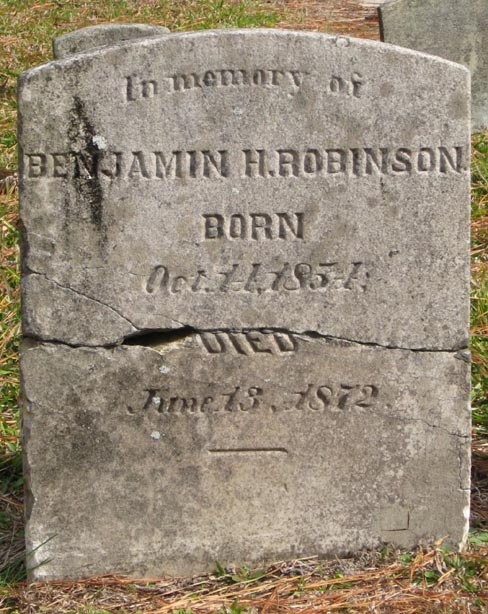 In memory of
BENJAMIN H. ROBINSON.
BORN
Oct. 14, 1854;
DIED
June 13, 1872.